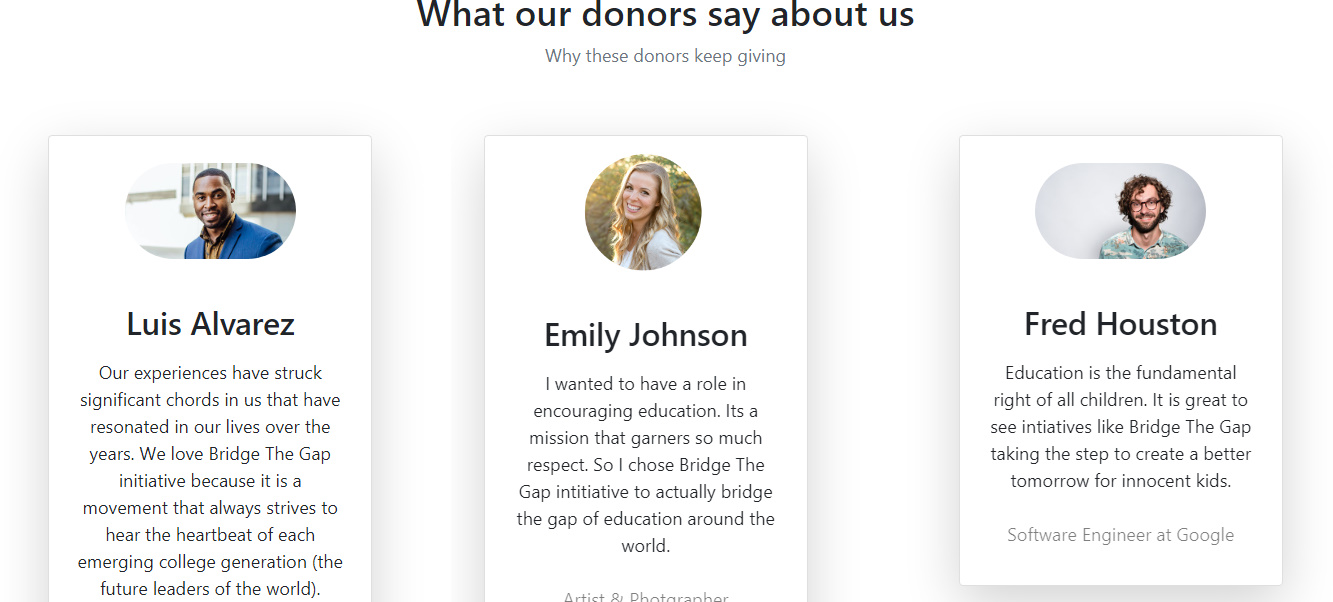 What our donors say about us
Why these donors keep giving
Luis Alvarez
Our experiences have struck
significant chords in us that have
resonated in our lives over the
years. We love Bridge The Gap
initiative because it is a
movement that always strives to
hear the heartbeat of each
emerging college generation (the
future leaders of the world).
Emily Johnson
I wanted to have a role in
encouraging education. Its a
mission that garners so much
respect. So I chose Bridge The
Gap intitiative to actually bridge
the gap of education around the
world.
Artist & Photgrapher
Fred Houston
Education is the fundamental
right of all children. It is great to
see intiatives like Bridge The Gap
taking the step to create a better
tomorrow for innocent kids.
Software Engineer at Google